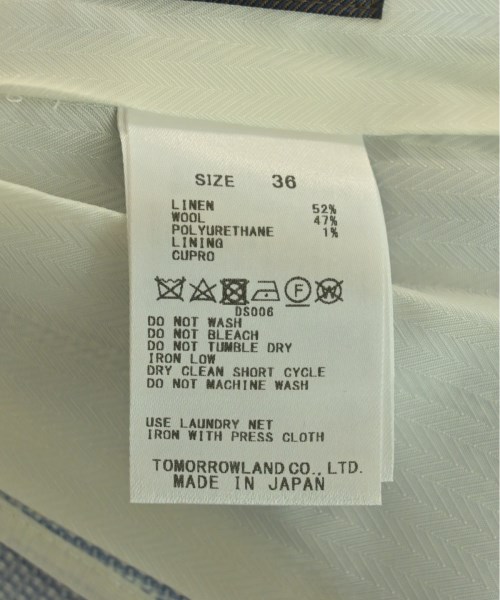 SIZE 36
LINEN 52%
WOOL 47%
POLYURETHANE 1%
LINING
CUPRO
F W
DS006
DO NOT WASH
DO NOT BLEACH
DO NOT TUMBLE DRY
IRON LOW
DRY CLEAN SHORT CYCLE
DO NOT MACHINE WASH
USE LAUNDRY NET
IRON WITH PRESS CLOTH
TOMORROWLAND CO., LTD.
MADE IN JAPAN